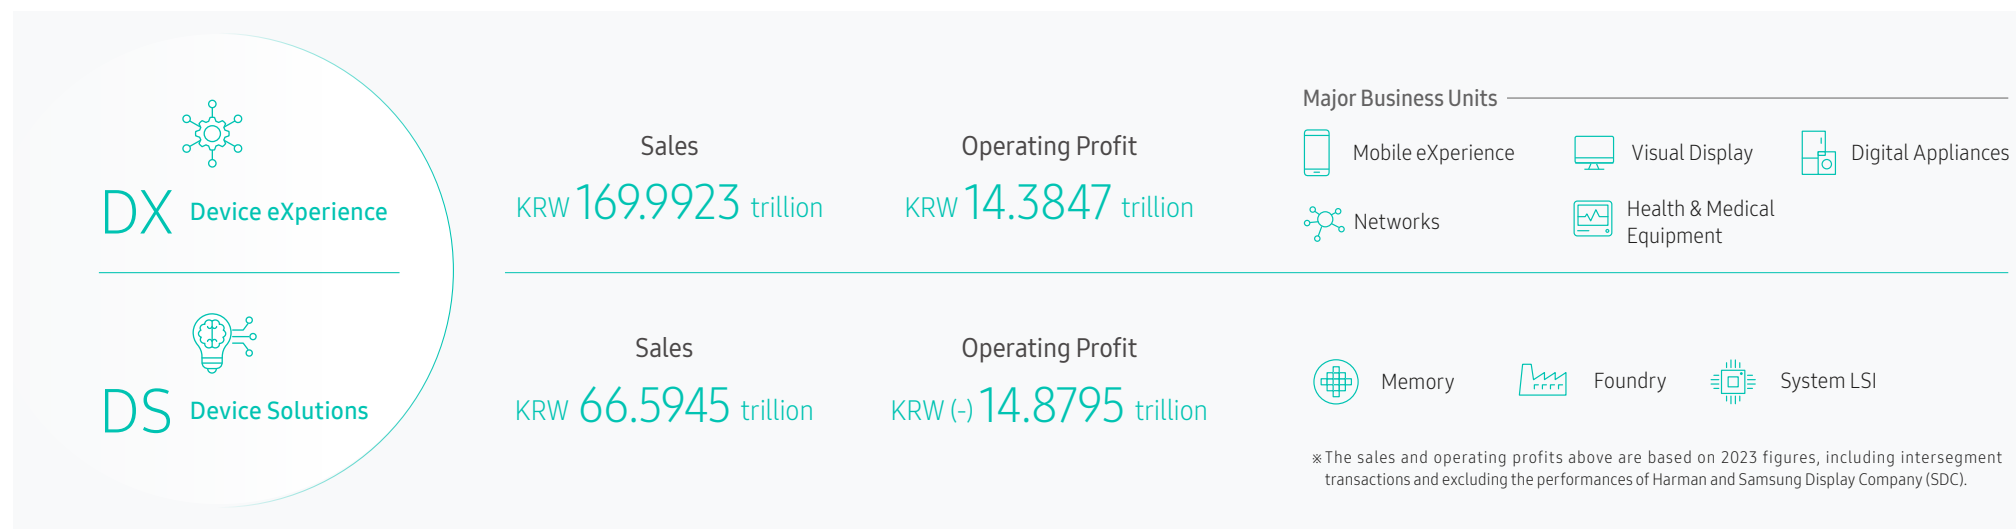 DX Device eXperience
Sales
KRW 169.9923 trillion
Operating Profit
KRW 14.3847 trillion
Major Business Units
Mobile eXperience
Visual Display
Digital Appliances
Networks
Health & Medical
Equipment
DS Device Solutions
Sales
KRW 66.5945 trillion
Operating Profit
KRW (-) 14.8795 trillion
Memory
Foundry
System LSI
※ The sales and operating profits above are based on 2023 figures, including intersegment
transactions and excluding the performances of Harman and Samsung Display Company (SDC).